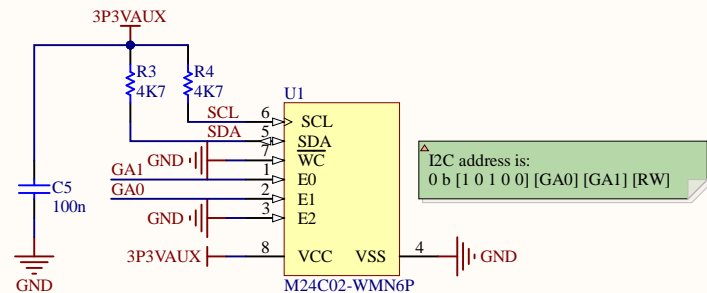 3P3VAUX
R3
4K7
R4
4K7
U1
SCL
6
SCL
SDA
5
SDA
GND
7
WC
GA1
1
E0
GA0
2
E1
GND
3
E2
3P3VAUX
8
VCC
VSS
4
GND
M24C02-WMN6P
C5
100n
GND
I2C address is:
0 b [1 0 1 0 0] [GA0] [GA1] [RW]